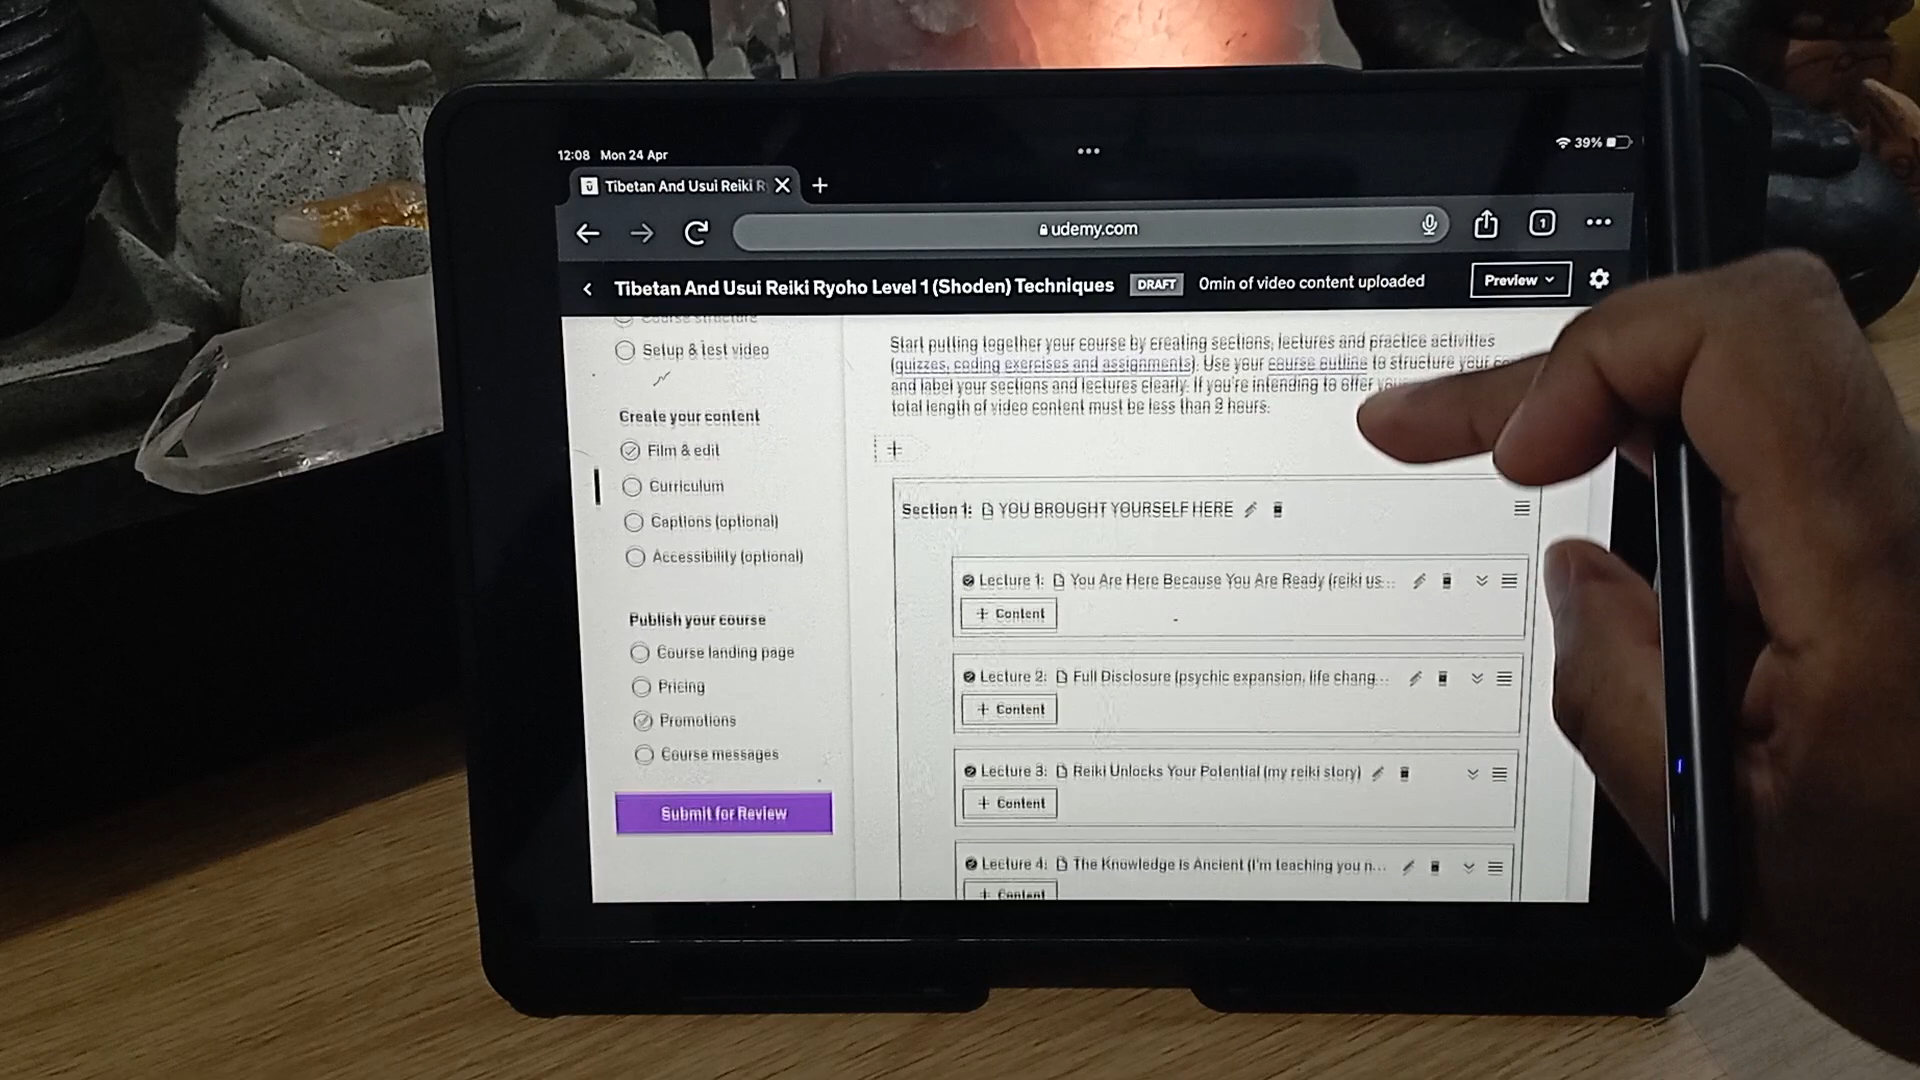 12:08 Mon 24 Apr
39%
Tibetan And Usui Reiki R
udemy.com
1
Tibetan And Usui Reiki Ryoho Level 1 (Shoden) Techniques
DRAFT
0min of video content uploaded
Preview
Course structure
Setup & test video
Create your content
Film & edit
Curriculum
Captions (optional)
Accessibility (optional)
Publish your course
Course landing page
Pricing
Promotions
Course messages
Submit for Review
Start putting together your course by creating sections, lectures and practice activities
(quizzes, coding exercises and assignments). Use your course outline to structure your
and label your sections and lectures clearly. If you're intending to offer
total length of video content must be less than 2 hours.
Section 1: YOU BROUGHT YOURSELF HERE
Lecture 1: You Are Here Because You Are Ready (reiki us...
+ Content
Lecture 2: Full Disclosure (psychic expansion, life chang...
+ Content
Lecture 3: Reiki Unlocks Your Potential (my reiki story)
+ Content
Lecture 4: The Knowledge Is Ancient (I'm teaching you n...
+ Content